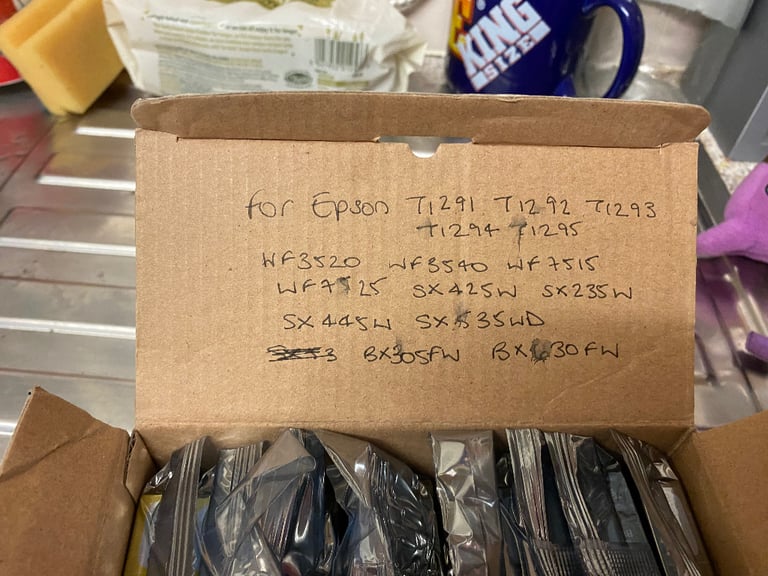 KING
SIZE
for Epson T1291 T1292 T1293
T1294 T1295
WF3520 WF3540 WF7515
WF7525 SX425W SX235W
SX445W SX535WD
BX305FW BX630FW